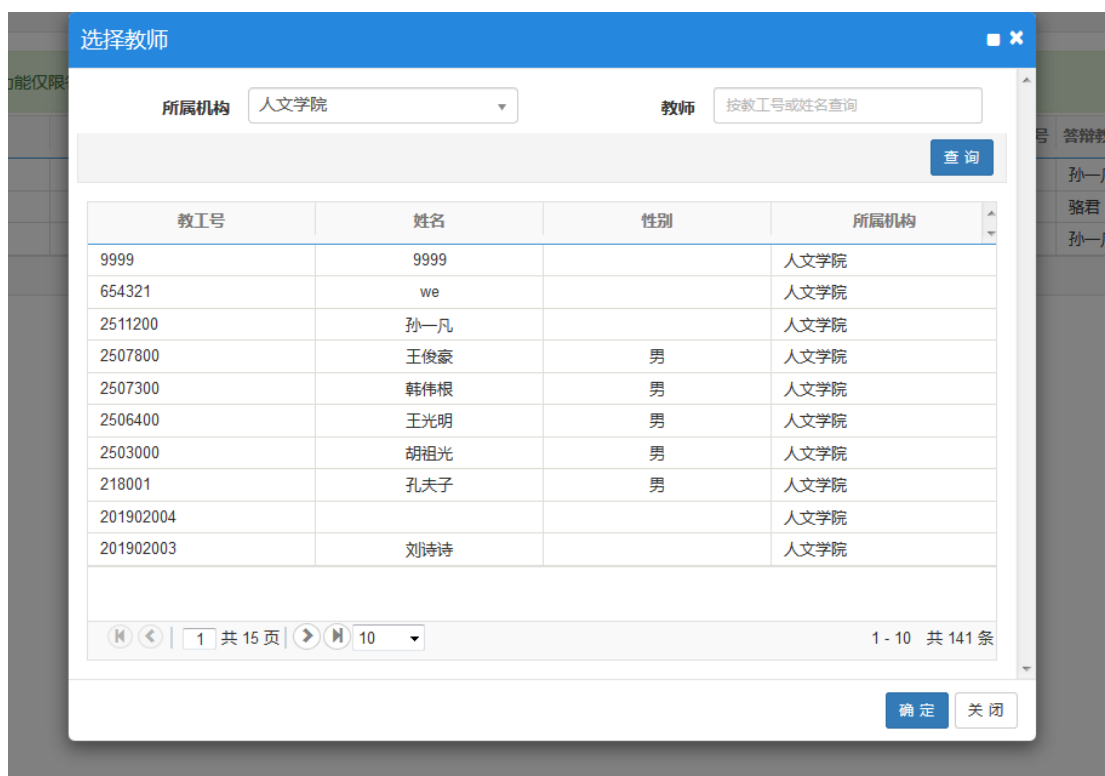 选择教师
功能仅限
所属机构 人文学院 教师 按教工号或姓名查询
号 答辩教
查 询
孙一凡
骆君
孙一凡
教工号 姓名 性别 所属机构
9999 9999 人文学院
654321 we 人文学院
2511200 孙一凡 人文学院
2507800 王俊豪 男 人文学院
2507300 韩伟根 男 人文学院
2506400 王光明 男 人文学院
2503000 胡祖光 男 人文学院
218001 孔夫子 男 人文学院
201902004 人文学院
201902003 刘诗诗 人文学院
1 共 15 页 10 1 - 10 共 141 条
确 定 关 闭